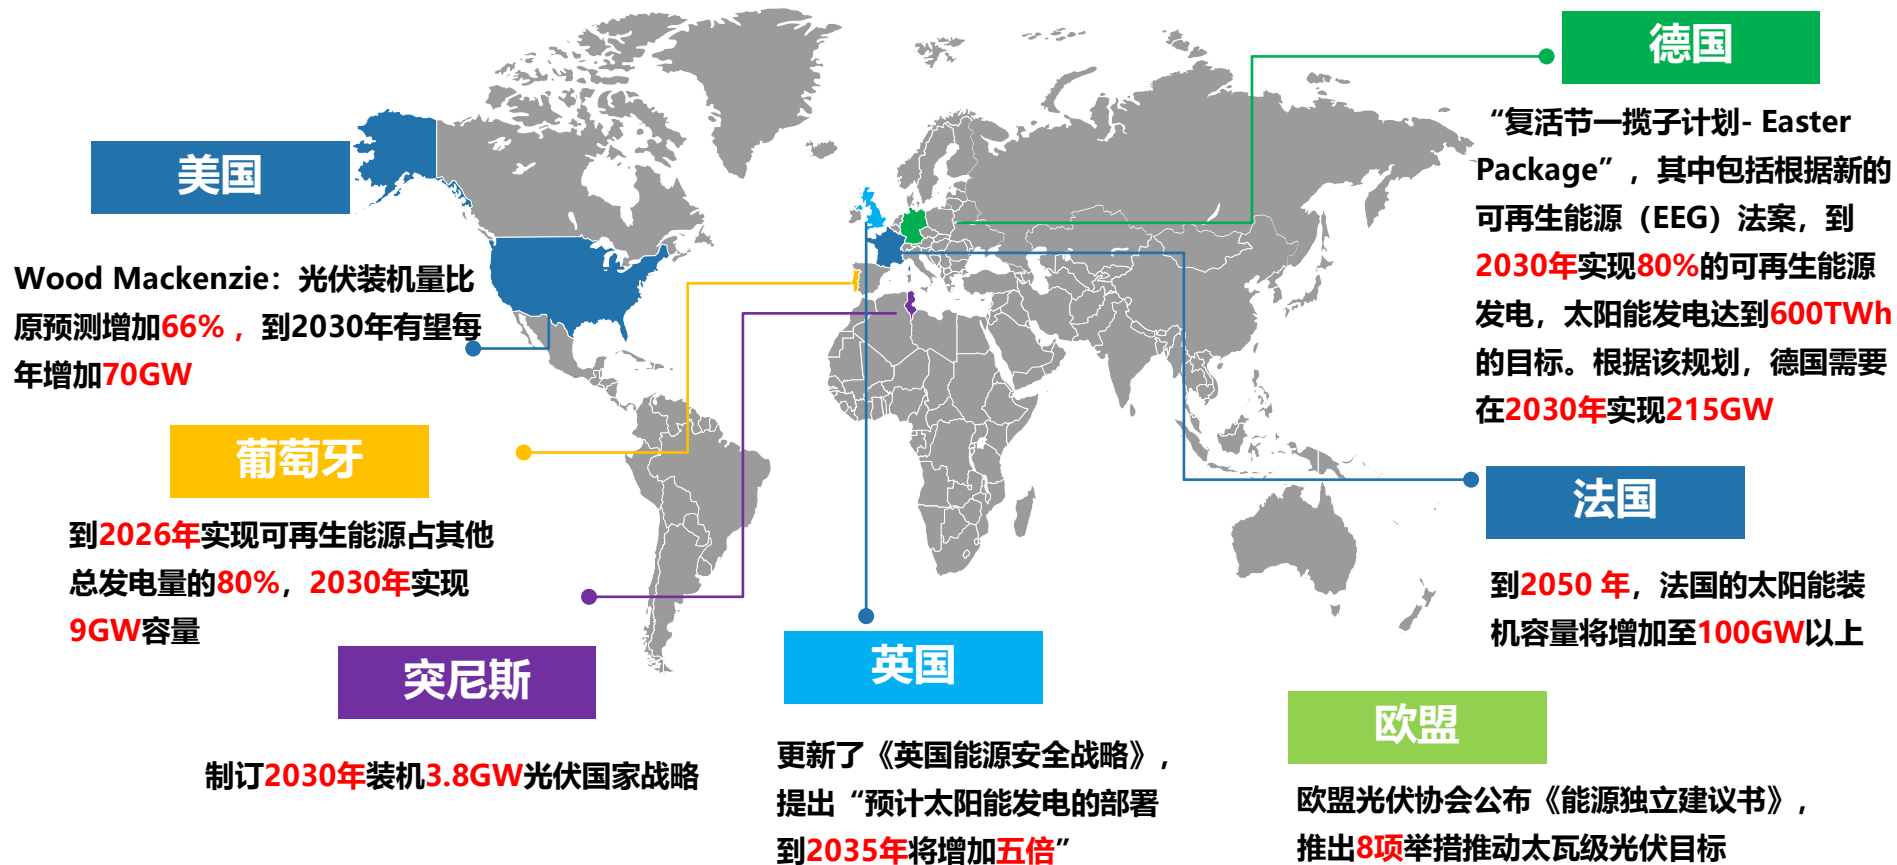 美国
Wood Mackenzie：光伏装机量比
原预测增加66% ，到2030年有望每
年增加70GW
葡萄牙
到2026年实现可再生能源占其他
总发电量的80%，2030年实现
9GW容量
突尼斯
制订2030年装机3.8GW光伏国家战略
英国
更新了《英国能源安全战略》，
提出“预计太阳能发电的部署
到2035年将增加五倍”
德国
“复活节一揽子计划- Easter
Package”，其中包括根据新的
可再生能源（EEG）法案，到
2030年实现80%的可再生能源
发电，太阳能发电达到600TWh
的目标。根据该规划，德国需要
在2030年实现215GW
法国
到2050 年，法国的太阳能装
机容量将增加至100GW以上
欧盟
欧盟光伏协会公布《能源独立建议书》，
推出8项举措推动太瓦级光伏目标